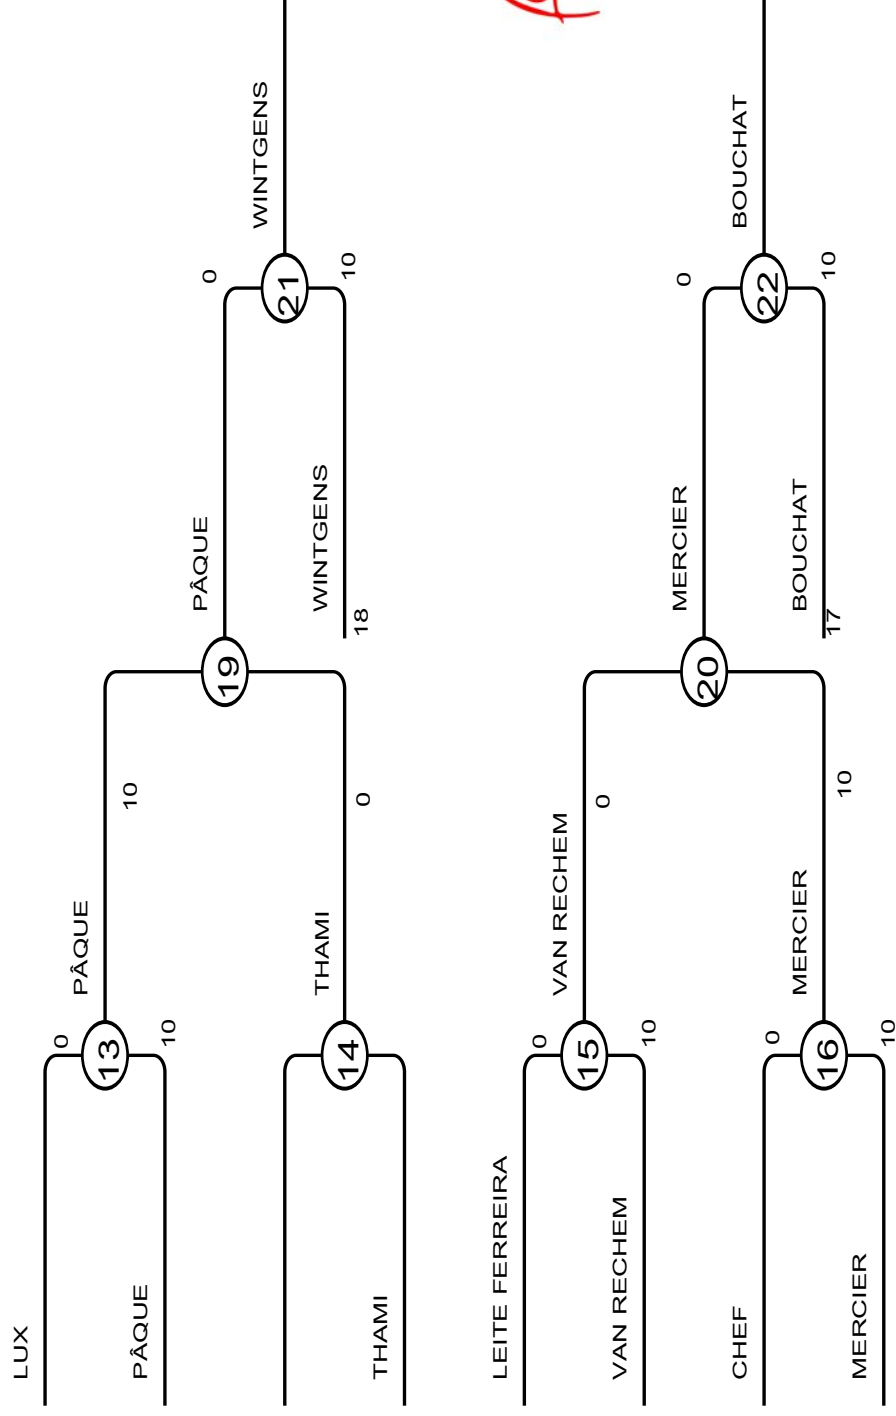 LUX
0
13
10
PÂQUE
PÂQUE
10
THAMI
14
THAMI
0
19
PÂQUE
0
21
10
WINTGENS
18
WINTGENS
LEITE FERREIRA
0
15
10
VAN RECHEM
VAN RECHEM
0
CHEF
0
16
10
MERCIER
MERCIER
10
20
MERCIER
0
22
10
BOUCHAT
17
BOUCHAT